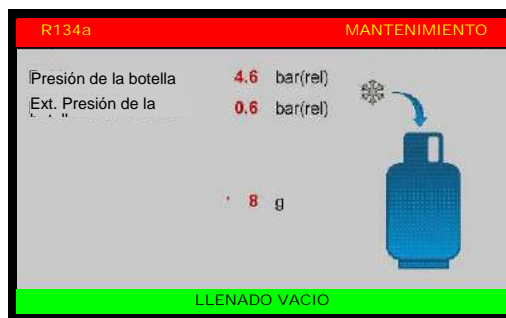 R134a MANTENIMIENTO
Presión de la botella 4.6 bar(rel)
Ext. Presión de la 0.6 bar(rel)
8 g
LLENADO VACIO